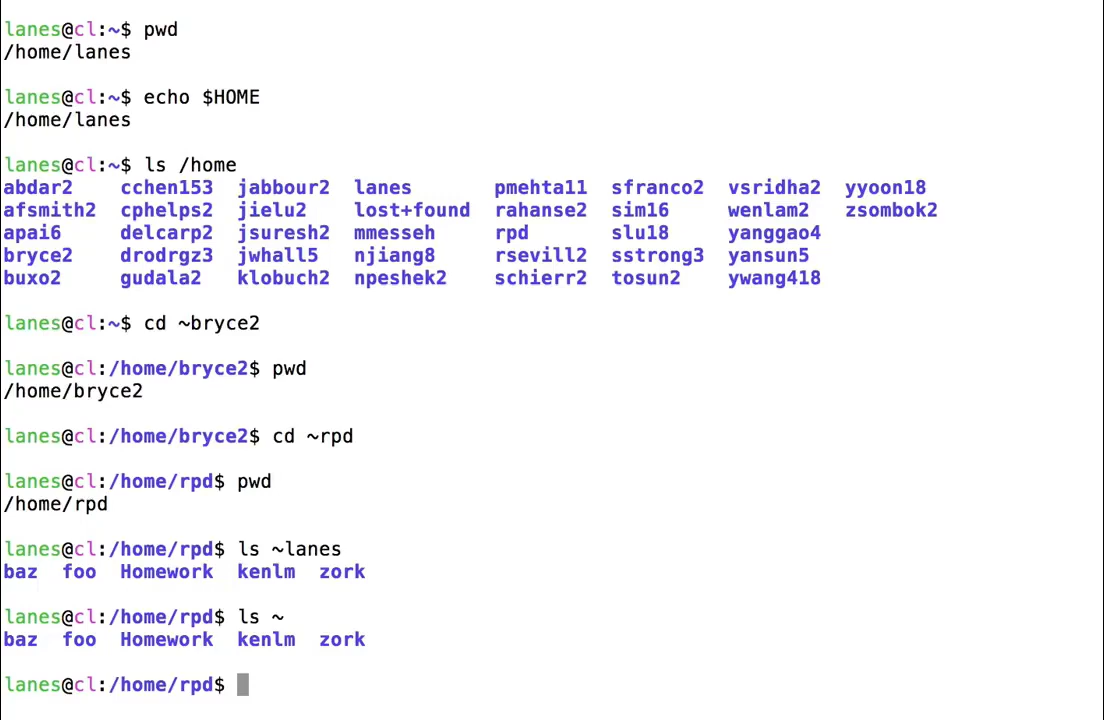 lanes@cl:~$ pwd
/home/lanes
lanes@cl:~$ echo $HOME
/home/lanes
lanes@cl:~$ ls /home
abdar2 cchen153 jabbour2 lanes pmehta11 sfranco2 vsridha2 yyoon18
afsmith2 cphelps2 jielu2 lost+found rahanse2 sim16 wenlam2 zsombok2
apai6 delcarp2 jsuresh2 mmesseh rpd slu18 yanggao4
bryce2 drodrgz3 jwhall5 njiang8 rsevill2 sstrong3 yansun5
buxo2 gudala2 klobuch2 npeshek2 schierr2 tosun2 ywang418
lanes@cl:~$ cd ~bryce2
lanes@cl:/home/bryce2$ pwd
/home/bryce2
lanes@cl:/home/bryce2$ cd ~rpd
lanes@cl:/home/rpd$ pwd
/home/rpd
lanes@cl:/home/rpd$ ls ~lanes
baz foo Homework kenlm zork
lanes@cl:/home/rpd$ ls ~
baz foo Homework kenlm zork
lanes@cl:/home/rpd$